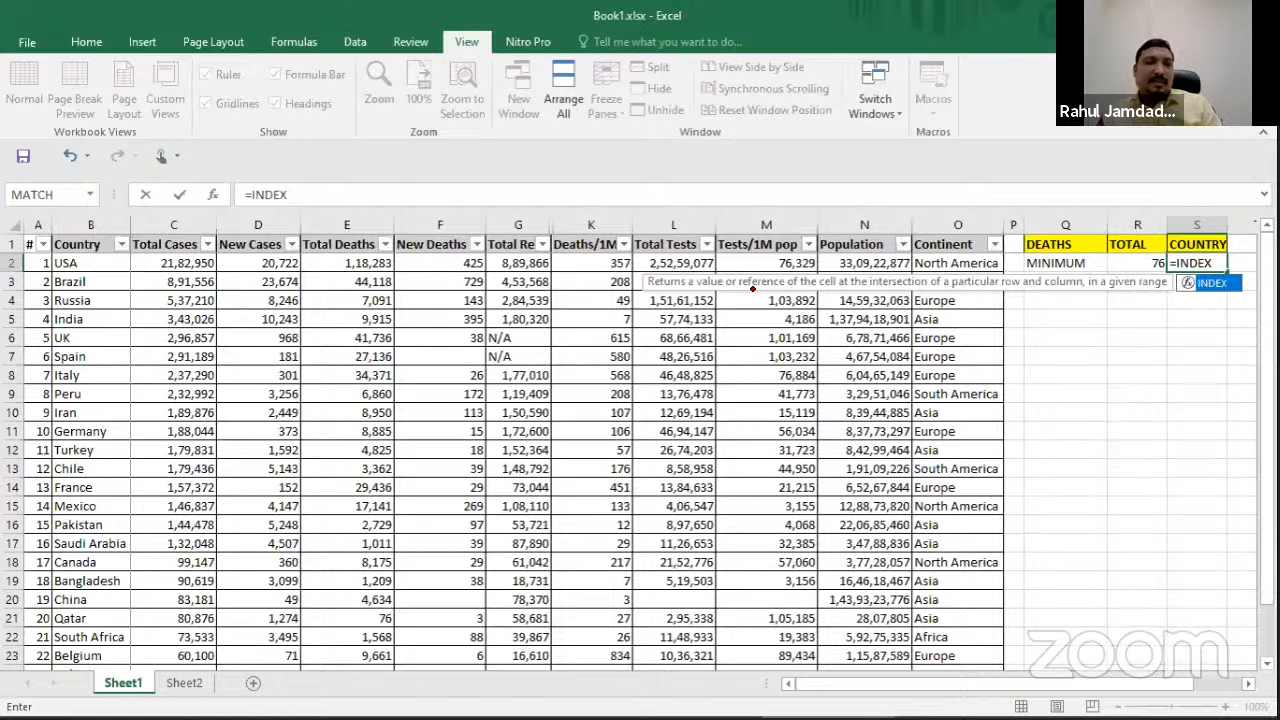 Book1.xlsx - Excel
File Home Insert Page Layout Formulas Data Review View Nitro Pro Tell me what you want to do...
Normal
Page Break Preview
Page Layout
Custom Views
Workbook Views
Ruler
Formula Bar
Gridlines
Headings
Show
Zoom
100%
Zoom to Selection
Zoom
New Window
Arrange All
Freeze Panes
Split
Hide
Unhide
View Side by Side
Synchronous Scrolling
Reset Window Position
Window
Switch Windows
Macros
Macros
Rahul Jamdad...
MATCH fx =INDEX
A B C D E F G K L M N O P Q R S
1 # Country Total Cases New Cases Total Deaths New Deaths Total Re Deaths/1M Total Tests Tests/1M pop Population Continent DEATHS TOTAL COUNTRY
2 1 USA 21,82,950 20,722 1,18,283 425 8,89,866 357 2,52,59,077 76,329 33,09,22,877 North America MINIMUM 76 =INDEX
3 2 Brazil 8,91,556 23,674 44,118 729 4,53,568 208 Returns a value or reference of the cell at the intersection of a particular row and column, in a given range fx INDEX
4 3 Russia 5,37,210 8,246 7,091 143 2,84,539 49 1,51,61,152 1,03,892 14,59,32,063 Europe
5 4 India 3,43,026 10,243 9,915 395 1,80,320 7 57,74,133 4,186 1,37,94,18,901 Asia
6 5 UK 2,96,857 968 41,736 38 N/A 615 68,66,481 1,01,169 6,78,71,466 Europe
7 6 Spain 2,91,189 181 27,136 N/A 580 48,26,516 1,03,232 4,67,54,084 Europe
8 7 Italy 2,37,290 301 34,371 26 1,77,010 568 46,48,825 76,884 6,04,65,149 Europe
9 8 Peru 2,32,992 3,256 6,860 172 1,19,409 208 13,76,478 41,773 3,29,51,046 South America
10 9 Iran 1,89,876 2,449 8,950 113 1,50,590 107 12,69,194 15,119 8,39,44,885 Asia
11 10 Germany 1,88,044 373 8,885 15 1,72,600 106 46,94,147 56,034 8,37,73,297 Europe
12 11 Turkey 1,79,831 1,592 4,825 18 1,52,364 57 26,74,203 31,723 8,42,99,464 Asia
13 12 Chile 1,79,436 5,143 3,362 39 1,48,792 176 8,58,958 44,950 1,91,09,226 South America
14 13 France 1,57,372 152 29,436 29 73,044 451 13,84,633 21,215 6,52,67,844 Europe
15 14 Mexico 1,46,837 4,147 17,141 269 1,08,110 133 4,06,547 3,155 12,88,73,820 North America
16 15 Pakistan 1,44,478 5,248 2,729 97 53,721 12 8,97,650 4,068 22,06,85,460 Asia
17 16 Saudi Arabia 1,32,048 4,507 1,011 39 87,890 29 11,26,653 32,385 3,47,88,836 Asia
18 17 Canada 99,147 360 8,175 29 61,042 217 21,52,776 57,060 3,77,28,057 North America
19 18 Bangladesh 90,619 3,099 1,209 38 18,731 7 5,19,503 3,156 16,46,18,467 Asia
20 19 China 83,181 49 4,634 78,370 3 1,43,93,23,776 Asia
21 20 Qatar 80,876 1,274 76 3 58,681 27 2,95,338 1,05,185 28,07,805 Asia
22 21 South Africa 73,533 3,495 1,568 88 39,867 26 11,48,933 19,383 5,92,75,335 Africa
23 22 Belgium 60,100 71 9,661 6 16,610 834 10,36,321 89,434 1,15,87,589 Europe
zoom
Sheet1 Sheet2
Enter 100%